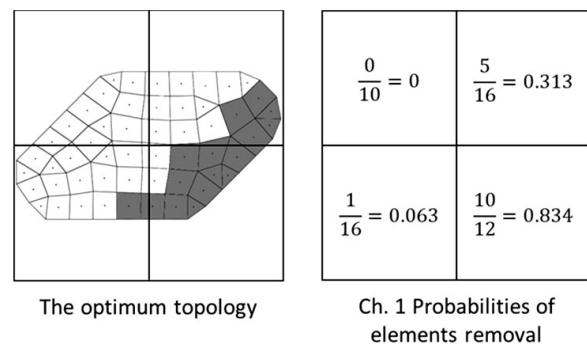 0/10 = 0
5/16 = 0.313
1/16 = 0.063
10/12 = 0.834
The optimum topology
Ch. 1 Probabilities of
elements removal